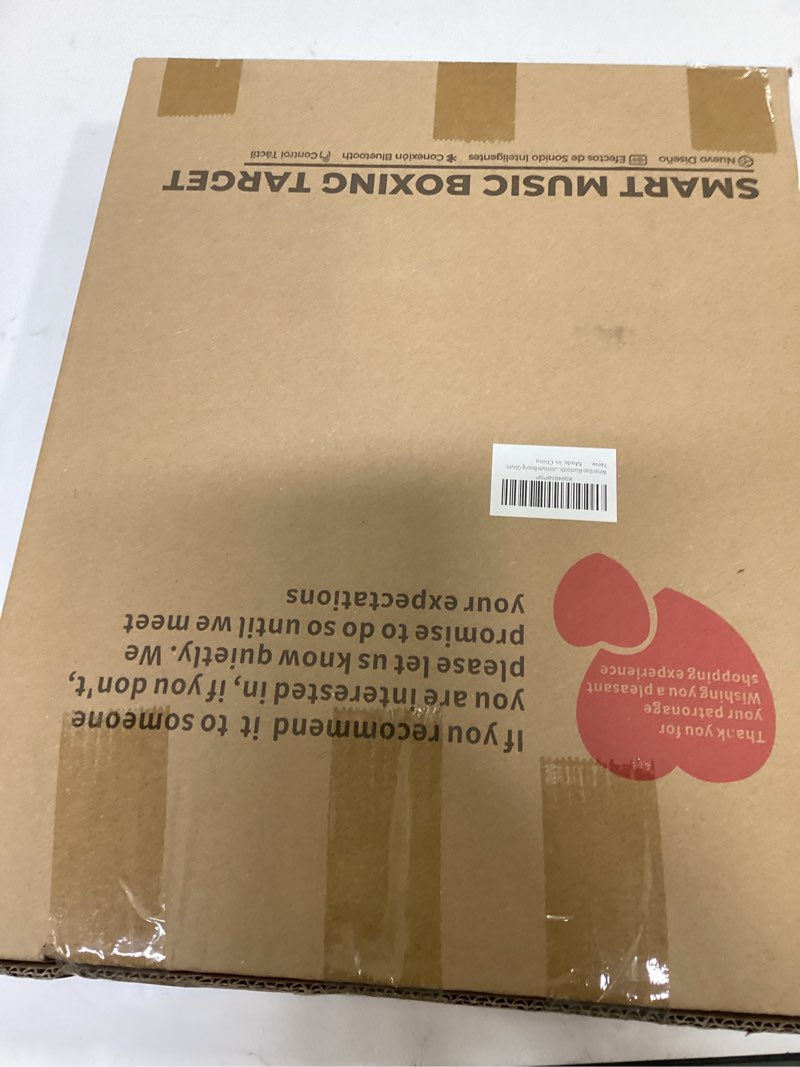 If you recommend it to someone
you are interested in, if you don't,
please let us know quietly. We
promise to do so until we meet
your expectations
Thank you for
your patronage
Wishing you a pleasant
shopping experience
New Made in China
SMART MUSIC BOXING TARGET
Nuevo Diseño Efectos de Sonido Inteligentes Conexión Bluetooth Control Táctil